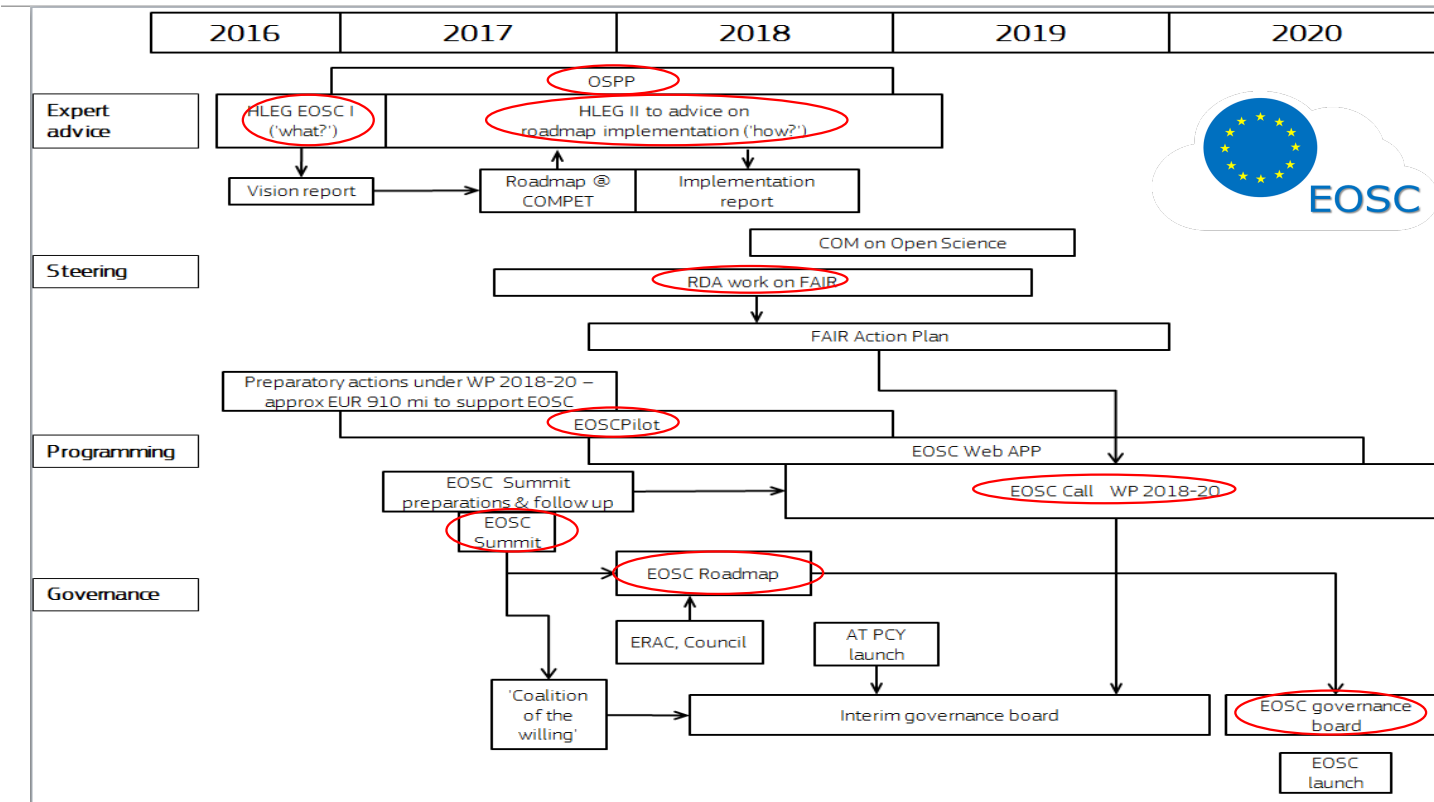 2016 2017 2018 2019 2020
OSPP
Expert
advice
HLEG EOSC I
('what?')
HLEG II to advice on
roadmap implementation ('how?')
Vision report
Roadmap @
COMPET
Implementation
report
EOSC
COM on Open Science
Steering
RDA work on FAIR
FAIR Action Plan
Preparatory actions under WP 2018-20 –
approx EUR 910 mi to support EOSC
EOSCPilot
Programming
EOSC Web APP
EOSC Summit
preparations & follow up
EOSC Call WP 2018-20
EOSC
Summit
Governance
EOSC Roadmap
ERAC, Council
AT PCY
launch
'Coalition
of the
willing'
Interim governance board
EOSC governance
board
EOSC
launch